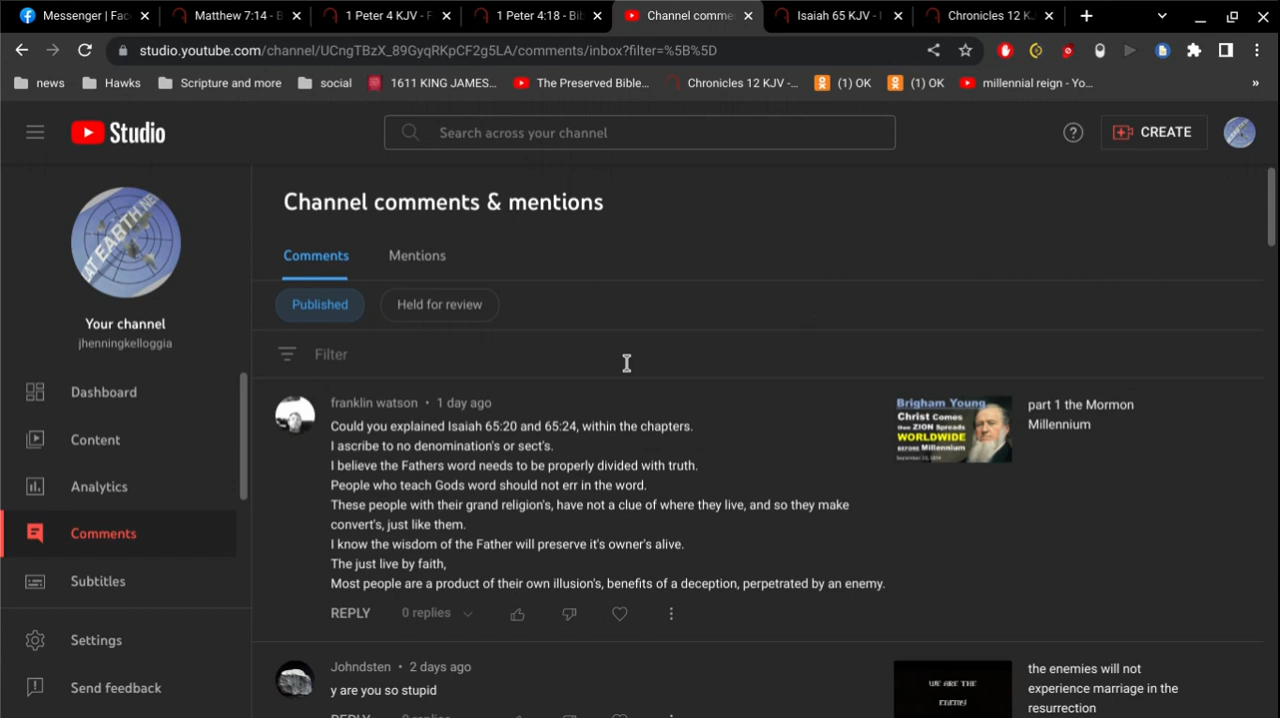 Messenger | Fac
Matthew 7:14 - B
1 Peter 4 KJV - F
1 Peter 4:18 - Bib
Channel comme
Isaiah 65 KJV - I
Chronicles 12 K
studio.youtube.com/channel/UCngTBzX_89GyqRKpCF2g5LA/comments/inbox?filter=%5B%5D
news
Hawks
Scripture and more
social
1611 KING JAMES...
The Preserved Bible...
Chronicles 12 KJV -...
(1) OK
(1) OK
millennial reign - Yo...
»
Studio
Search across your channel
CREATE
Channel comments & mentions
Comments
Mentions
Published
Held for review
Filter
AT EARTH NE
Your channel
jhenningkelloggia
Dashboard
Content
Analytics
Comments
Subtitles
Settings
Send feedback
franklin watson • 1 day ago
Could you explained Isaiah 65:20 and 65:24, within the chapters.
I ascribe to no denomination's or sect's.
I believe the Fathers word needs to be properly divided with truth.
People who teach Gods word should not err in the word.
These people with their grand religion's, have not a clue of where they live, and so they make
convert's, just like them.
I know the wisdom of the Father will preserve it's owner's alive.
The just live by faith,
Most people are a product of their own illusion's, benefits of a deception, perpetrated by an enemy.
REPLY
0 replies
Brigham Young
Christ Comes
then ZION Spreads
WORLDWIDE
BEFORE Millennium
part 1 the Mormon
Millennium
Johndsten • 2 days ago
y are you so stupid
REPLY
0 replies
WE ARE THE
ENEMY
the enemies will not
experience marriage in the
resurrection